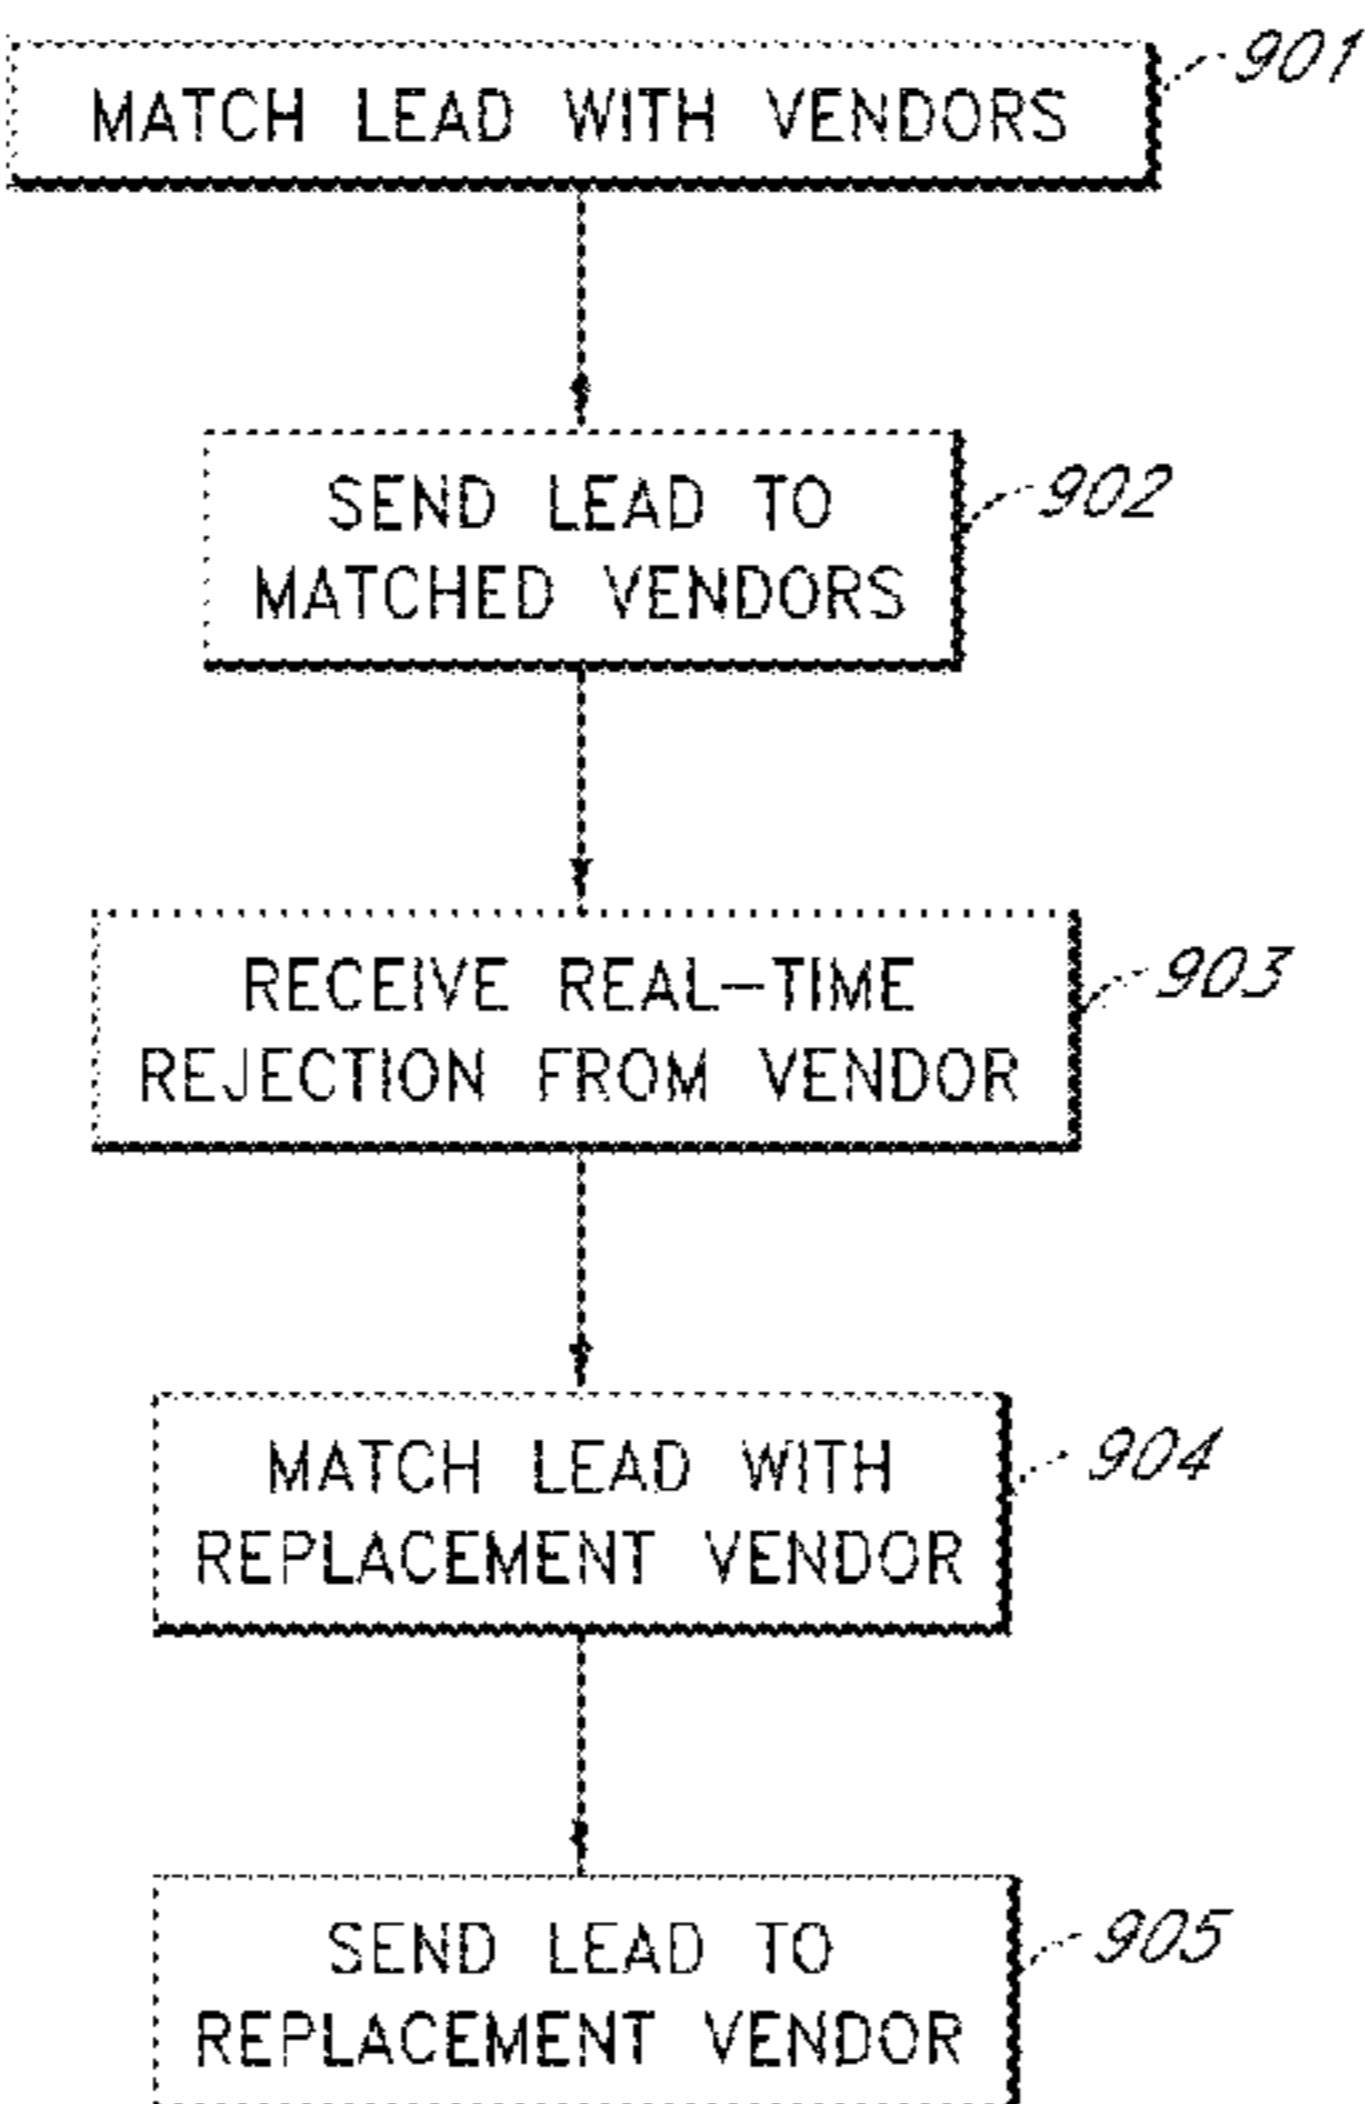 901
MATCH LEAD WITH VENDORS
902
SEND LEAD TO
MATCHED VENDORS
903
RECEIVE REAL-TIME
REJECTION FROM VENDOR
904
MATCH LEAD WITH
REPLACEMENT VENDOR
905
SEND LEAD TO
REPLACEMENT VENDOR